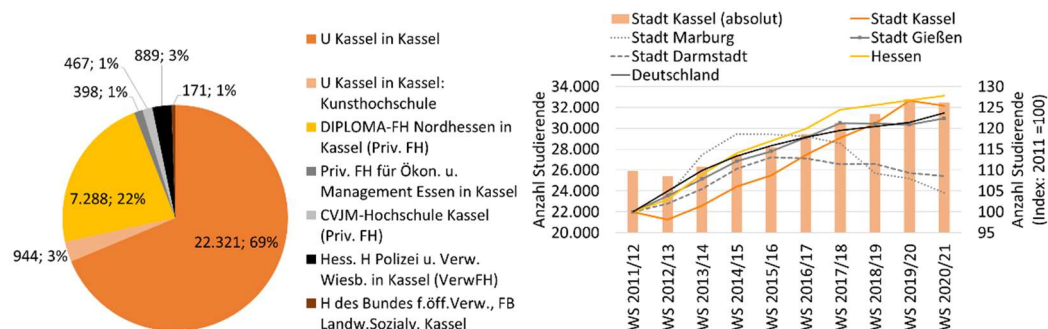 889; 3%
467; 1%
171; 1%
398; 1%
7.288; 22%
944; 3%
22.321; 69%
U Kassel in Kassel
U Kassel in Kassel:
Kunsthochschule
DIPLOMA-FH Nordhessen in
Kassel (Priv. FH)
Priv. FH für Ökon. u.
Management Essen in Kassel
CVJM-Hochschule Kassel
(Priv. FH)
Hess. H Polizei u. Verw.
Wiesb. in Kassel (VerwFH)
H des Bundes f.öff.Verw., FB
Landw.Sozialv. Kassel
Stadt Kassel (absolut)
Stadt Kassel
Stadt Marburg
Stadt Gießen
Stadt Darmstadt
Hessen
Deutschland
Anzahl Studierende
34.000
32.000
30.000
28.000
26.000
24.000
22.000
20.000
130
125
120
115
110
105
100
95
Anzahl Studierende
(Index: 2011 =100)
WS 2011/12
WS 2012/13
WS 2013/14
WS 2014/15
WS 2015/16
WS 2016/17
WS 2017/18
WS 2018/19
WS 2019/20
WS 2020/21